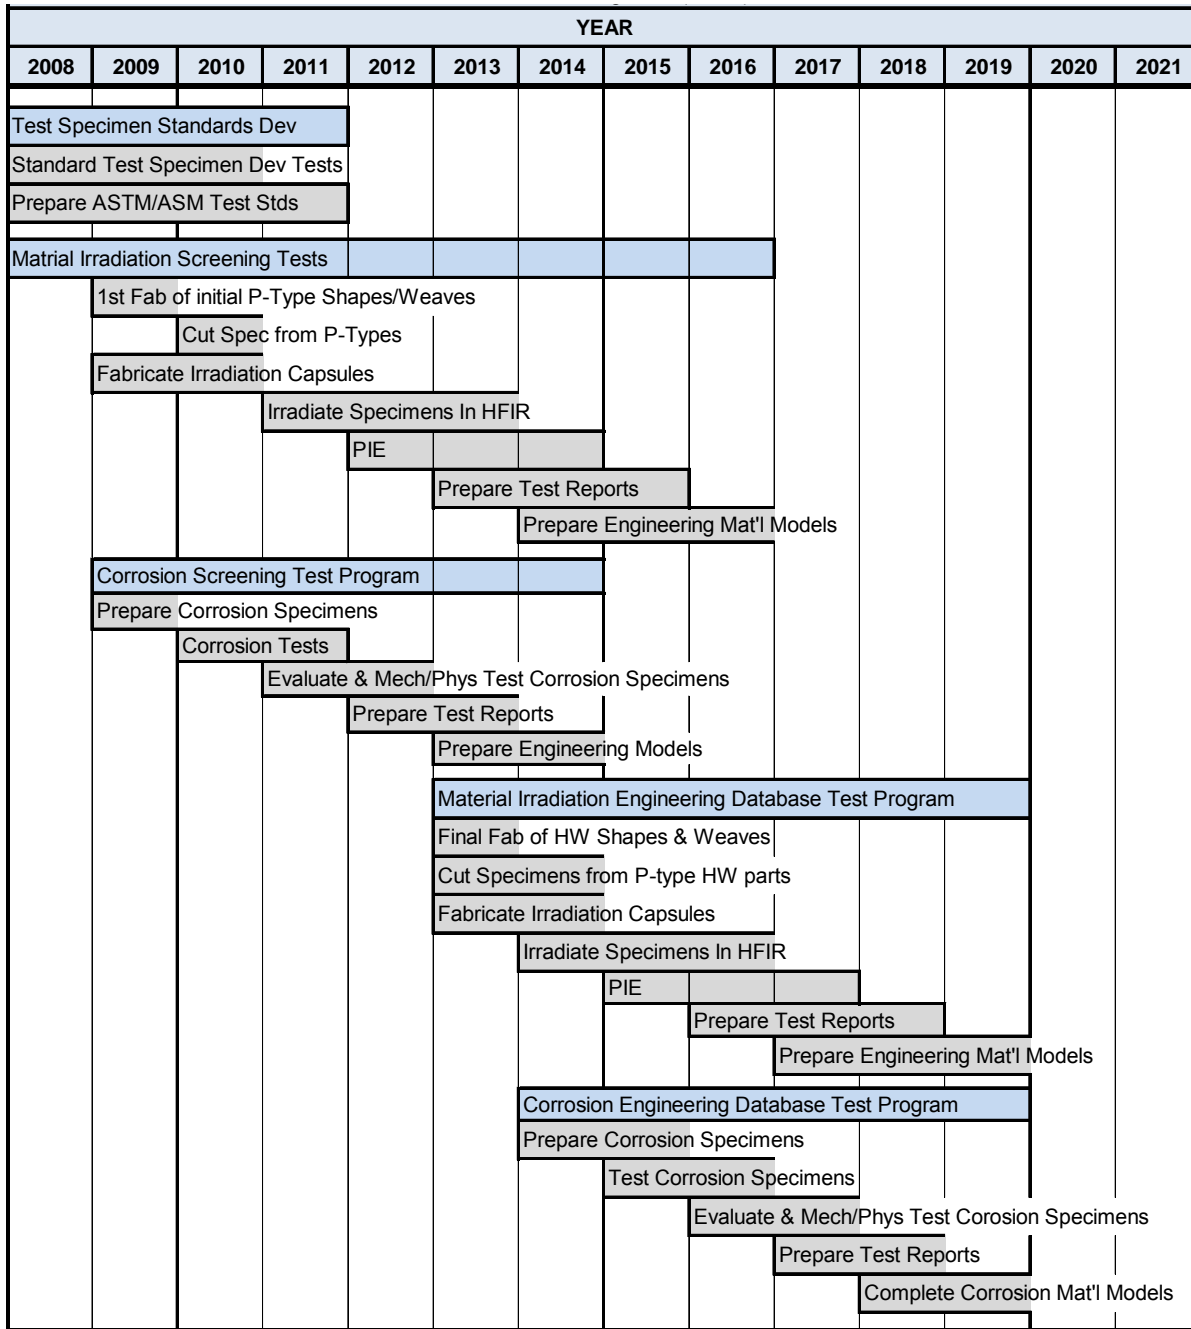 YEAR
2008 2009 2010 2011 2012 2013 2014 2015 2016 2017 2018 2019 2020 2021
Test Specimen Standards Dev
Standard Test Specimen Dev Tests
Prepare ASTM/ASM Test Stds
Matrial Irradiation Screening Tests
1st Fab of initial P-Type Shapes/Weaves
Cut Spec from P-Types
Fabricate Irradiation Capsules
Irradiate Specimens In HFIR
PIE
Prepare Test Reports
Prepare Engineering Mat'l Models
Corrosion Screening Test Program
Prepare Corrosion Specimens
Corrosion Tests
Evaluate & Mech/Phys Test Corrosion Specimens
Prepare Test Reports
Prepare Engineering Models
Material Irradiation Engineering Database Test Program
Final Fab of HW Shapes & Weaves
Cut Specimens from P-type HW parts
Fabricate Irradiation Capsules
Irradiate Specimens In HFIR
PIE
Prepare Test Reports
Prepare Engineering Mat'l Models
Corrosion Engineering Database Test Program
Prepare Corrosion Specimens
Test Corrosion Specimens
Evaluate & Mech/Phys Test Corosion Specimens
Prepare Test Reports
Complete Corrosion Mat'l Models